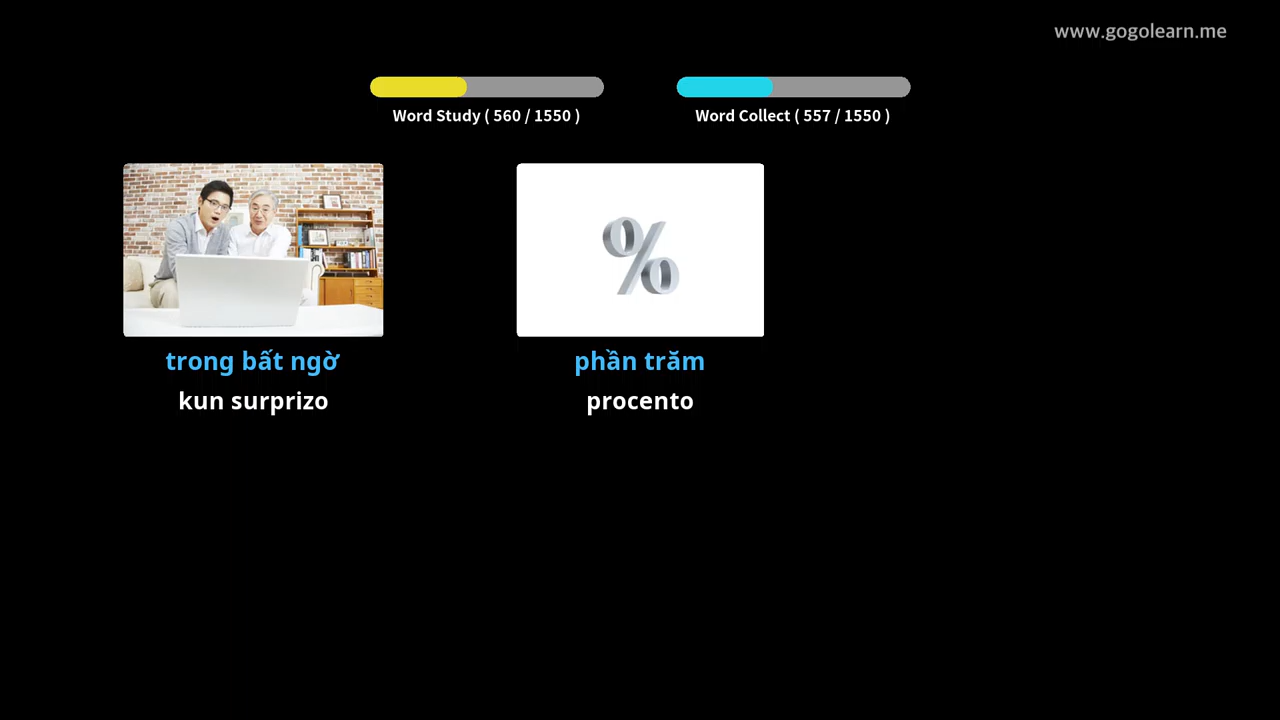 www.gogolearn.me
Word Study ( 560 / 1550 )
Word Collect ( 557 / 1550 )
%
trong bất ngờ
phần trăm
kun surprizo
procento